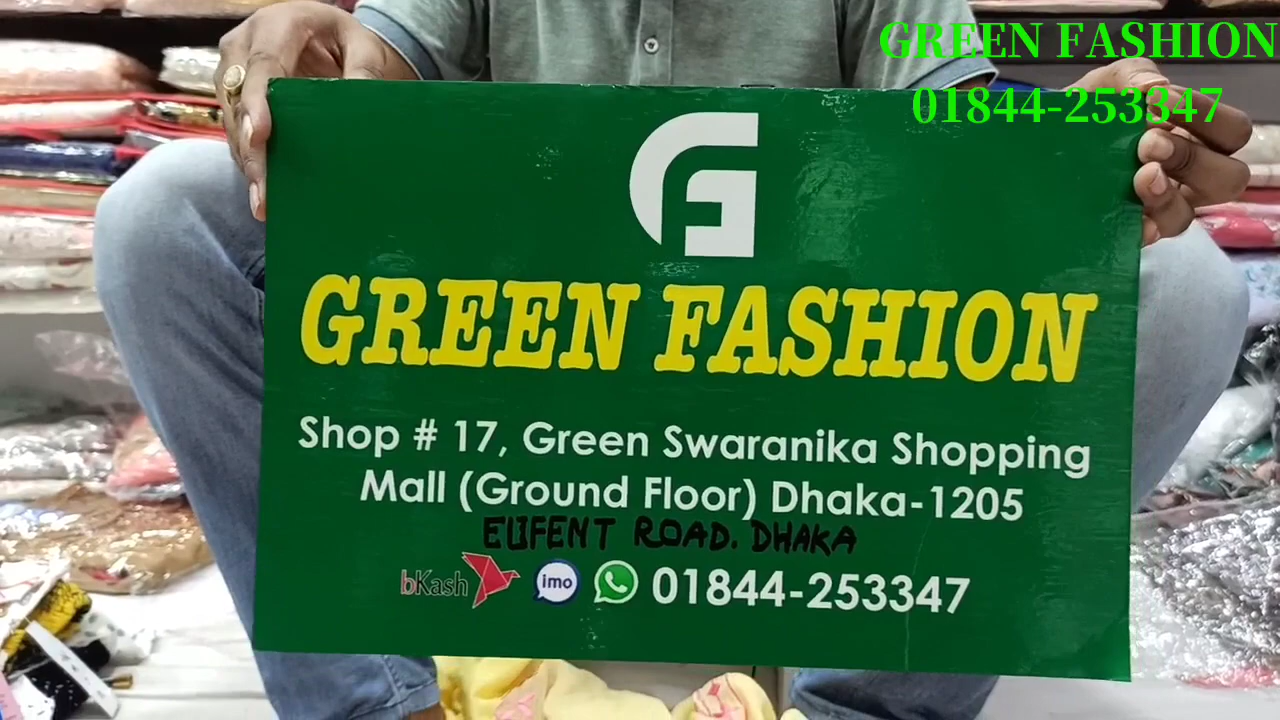 GREEN FASHION
01844-253347
GF
GREEN FASHION
Shop # 17, Green Swaranika Shopping
Mall (Ground Floor) Dhaka-1205
ELIFENT ROAD. DHAKA
bKash imo 01844-253347